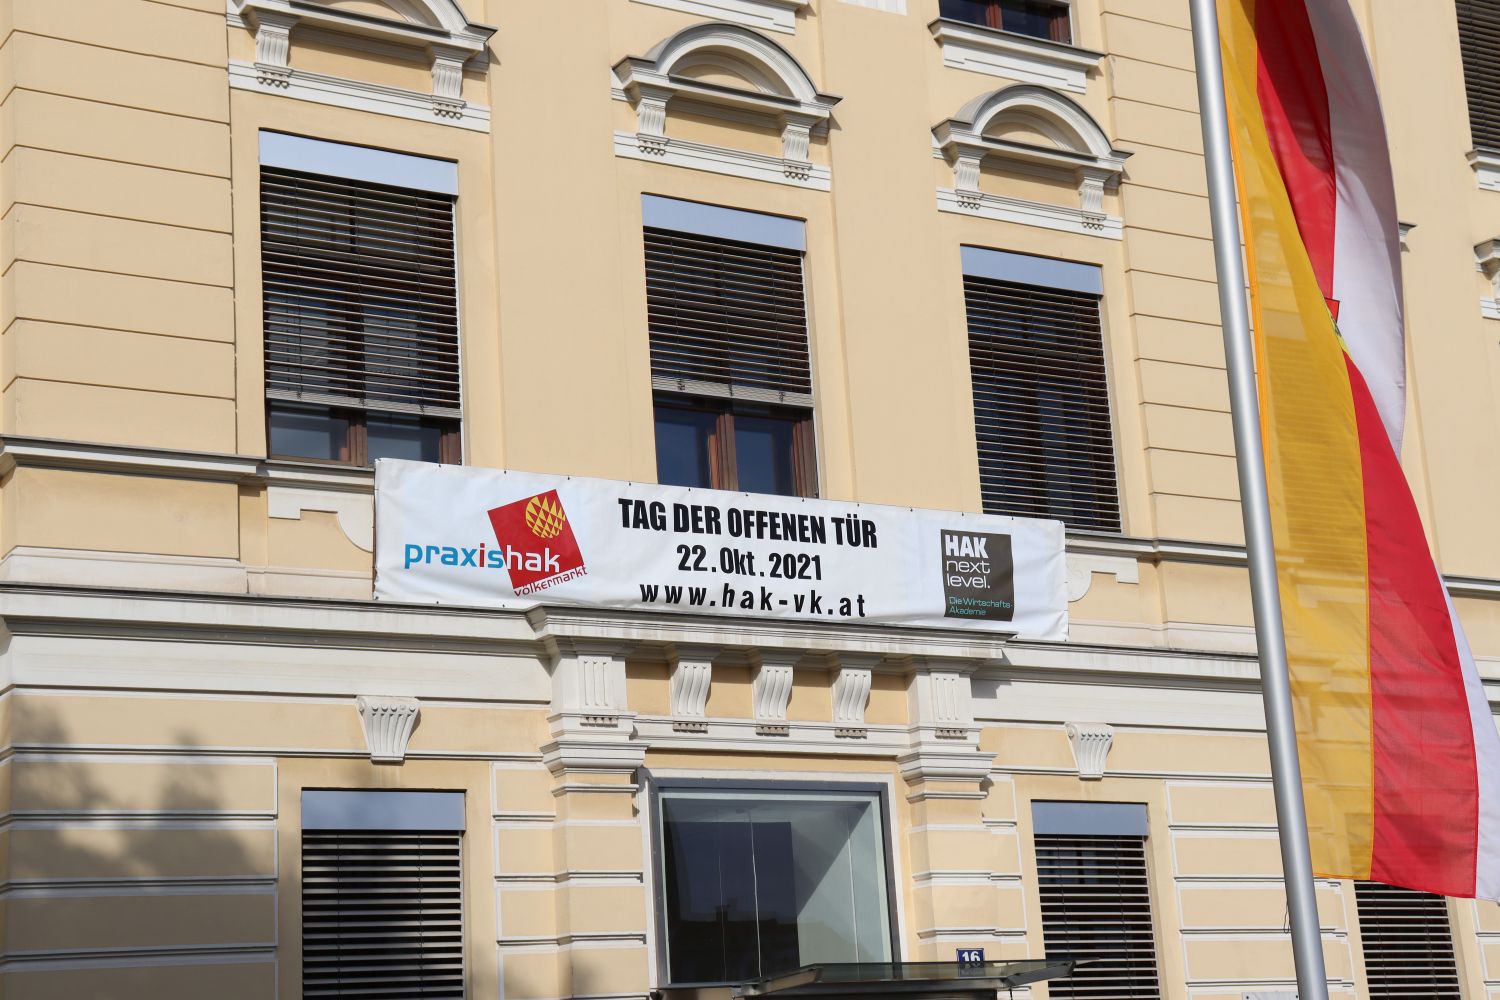 praxishak
völkermarkt
TAG DER OFFENEN TÜR
22. Okt. 2021
www.hak-vk.at
HAK
next
level.
Die Wirtschafts-
Akademie
16